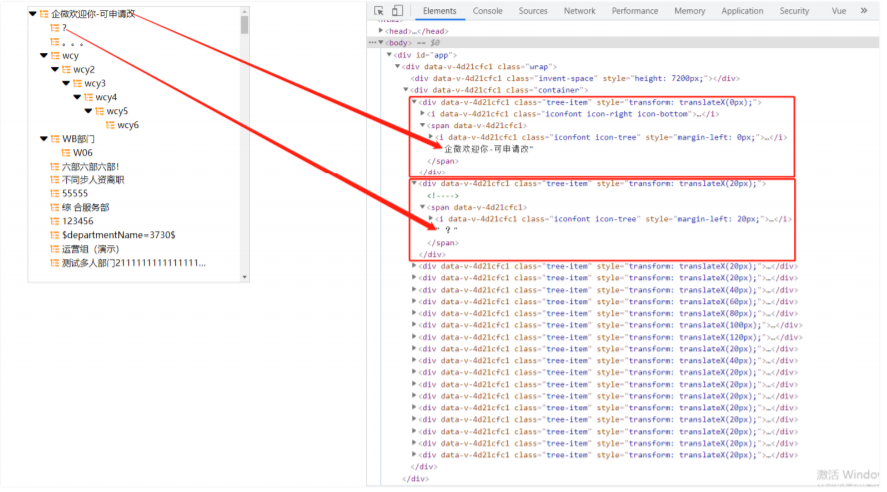 企微欢迎你-可申请改
?
。。。
wcy
wcy2
wcy3
wcy4
wcy5
wcy6
WB部门
W06
六部六部六部!
不同步人资离职
55555
综 合服务部
123456
$departmentName=3730$
运营组（演示）
测试多人部门2111111111111111...
Elements Console Sources Network Performance Memory Application Security Vue »
<head>…</head>
<body> == $0
<div id="app">
<div data-v-4d21cfc1 class="wrap">
<div data-v-4d21cfc1 class="invent-space" style="height: 7200px;"></div>
<div data-v-4d21cfc1 class="container">
<div data-v-4d21cfc1 class="tree-item" style="transform: translateX(0px);">
<i data-v-4d21cfc1 class="iconfont icon-right icon-bottom">…</i>
<span data-v-4d21cfc1>
<i data-v-4d21cfc1 class="iconfont icon-tree" style="margin-left: 0px;">…</i>
"企微欢迎你-可申请改"
</span>
</div>
<div data-v-4d21cfc1 class="tree-item" style="transform: translateX(20px);">
<!---->
<span data-v-4d21cfc1>
<i data-v-4d21cfc1 class="iconfont icon-tree" style="margin-left: 20px;">…</i>
" ? "
</span>
</div>
<div data-v-4d21cfc1 class="tree-item" style="transform: translateX(20px);">…</div>
<div data-v-4d21cfc1 class="tree-item" style="transform: translateX(20px);">…</div>
<div data-v-4d21cfc1 class="tree-item" style="transform: translateX(40px);">…</div>
<div data-v-4d21cfc1 class="tree-item" style="transform: translateX(60px);">…</div>
<div data-v-4d21cfc1 class="tree-item" style="transform: translateX(80px);">…</div>
<div data-v-4d21cfc1 class="tree-item" style="transform: translateX(100px);">…</div>
<div data-v-4d21cfc1 class="tree-item" style="transform: translateX(120px);">…</div>
<div data-v-4d21cfc1 class="tree-item" style="transform: translateX(20px);">…</div>
<div data-v-4d21cfc1 class="tree-item" style="transform: translateX(40px);">…</div>
<div data-v-4d21cfc1 class="tree-item" style="transform: translateX(20px);">…</div>
<div data-v-4d21cfc1 class="tree-item" style="transform: translateX(20px);">…</div>
<div data-v-4d21cfc1 class="tree-item" style="transform: translateX(20px);">…</div>
<div data-v-4d21cfc1 class="tree-item" style="transform: translateX(20px);">…</div>
<div data-v-4d21cfc1 class="tree-item" style="transform: translateX(20px);">…</div>
<div data-v-4d21cfc1 class="tree-item" style="transform: translateX(20px);">…</div>
<div data-v-4d21cfc1 class="tree-item" style="transform: translateX(20px);">…</div>
<div data-v-4d21cfc1 class="tree-item" style="transform: translateX(20px);">…</div>
</div>
</div>
激活 Window